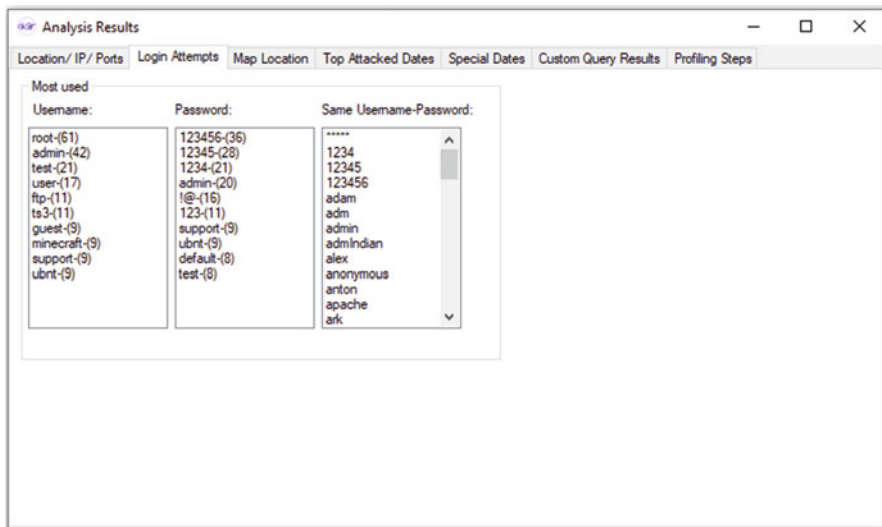 Analysis Results
Location/ IP/ Ports Login Attempts Map Location Top Attacked Dates Special Dates Custom Query Results Profiling Steps
Most used
Username: Password: Same Username-Password:
root-(61)
admin-(42)
test-(21)
user-(17)
ftp-(11)
ts3-(11)
guest-(9)
minecraft-(9)
support-(9)
ubnt-(9)
123456-(36)
12345-(28)
1234-(21)
admin-(20)
!@-(16)
123-(11)
support-(9)
ubnt-(9)
default-(8)
test-(8)
*****
1234
12345
123456
adam
adm
admin
admIndian
alex
anonymous
anton
apache
ark